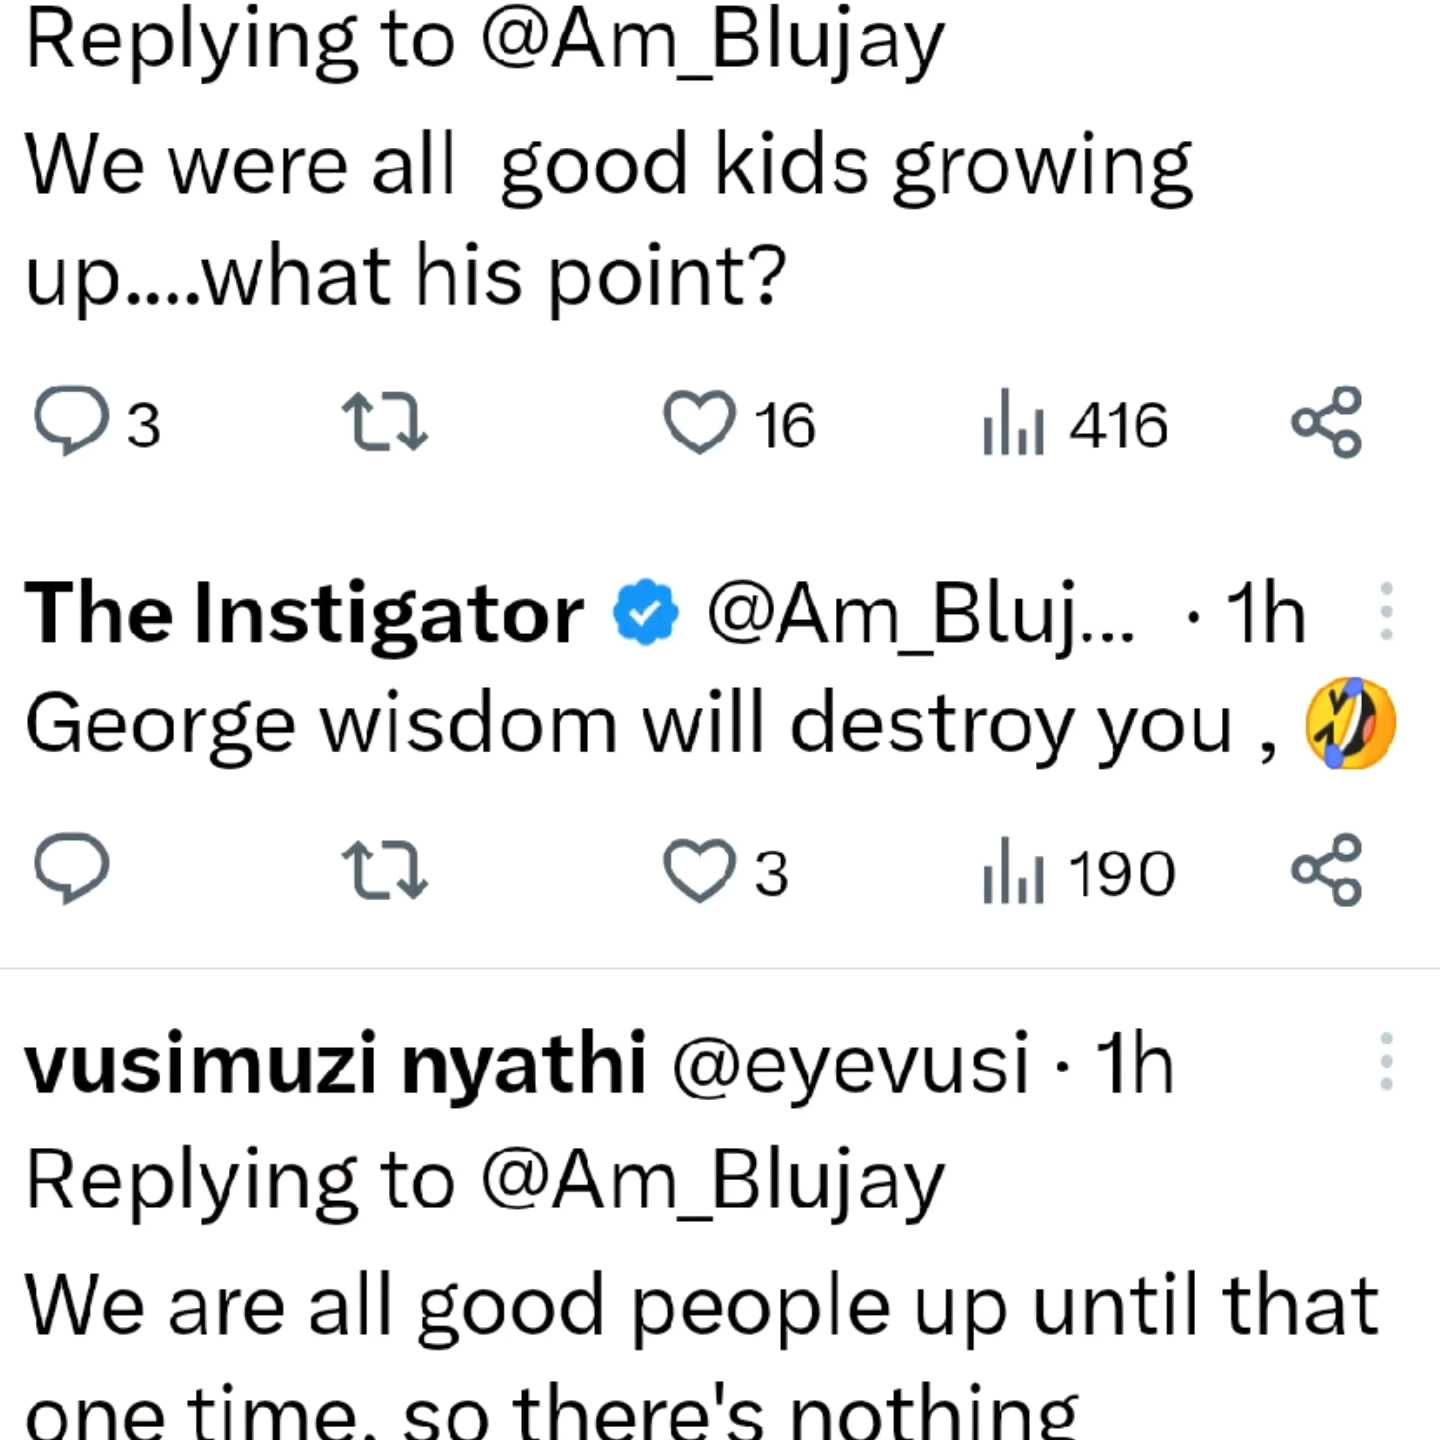 Replying to @Am_Blujay
We were all  good kids growing
up....what his point?
3 16 416
The Instigator @Am_Bluj... · 1h
George wisdom will destroy you , 🤣
3 190
vusimuzi nyathi @eyevusi · 1h
Replying to @Am_Blujay
We are all good people up until that
one time, so there's nothing